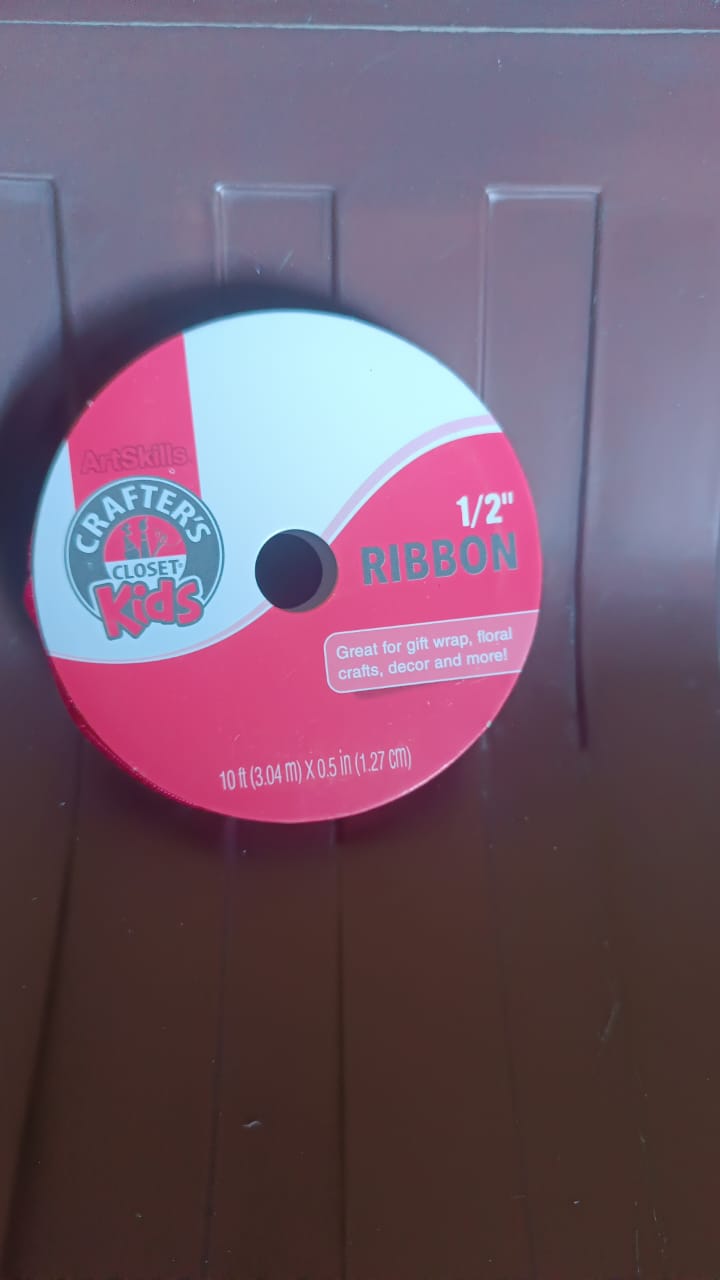 ArtSkills
CRAFTER'S
CLOSET®
Kids
1/2"
RIBBON
Great for gift wrap, floral
crafts, decor and more!
10 ft (3.04 m) X 0.5 in (1.27 cm)